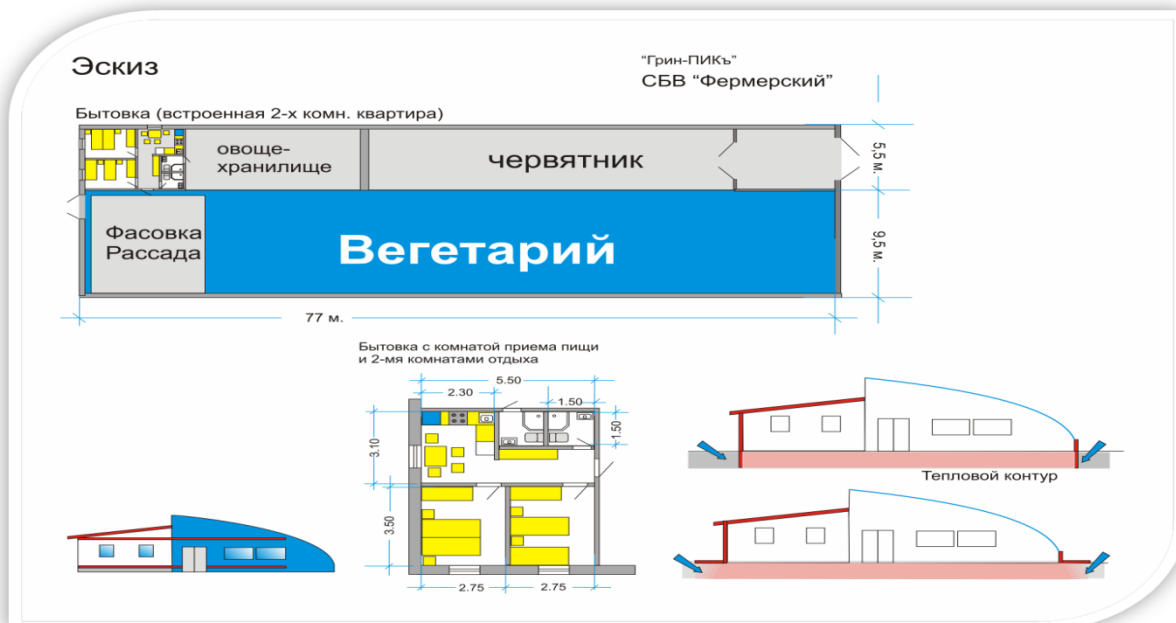 Эскиз
"Грин-ПИКъ"
СБВ "Фермерский"
Бытовка (встроенная 2-х комн. квартира)
овоще-
хранилище
червятник
5,5 м.
Фасовка
Рассада
Вегетарий
9,5 м.
77 м.
Бытовка с комнатой приема пищи
и 2-мя комнатами отдыха
5.50
2.30
1.50
1.50
3.10
3.50
2.75
2.75
Тепловой контур